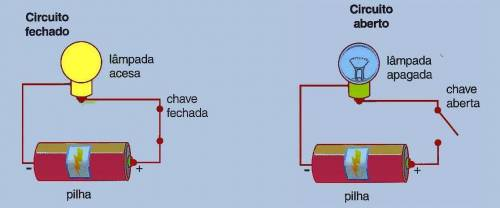 Circuito
fechado
lâmpada
acesa
chave
fechada
-
+
pilha
Circuito
aberto
lâmpada
apagada
chave
aberta
-
+
pilha